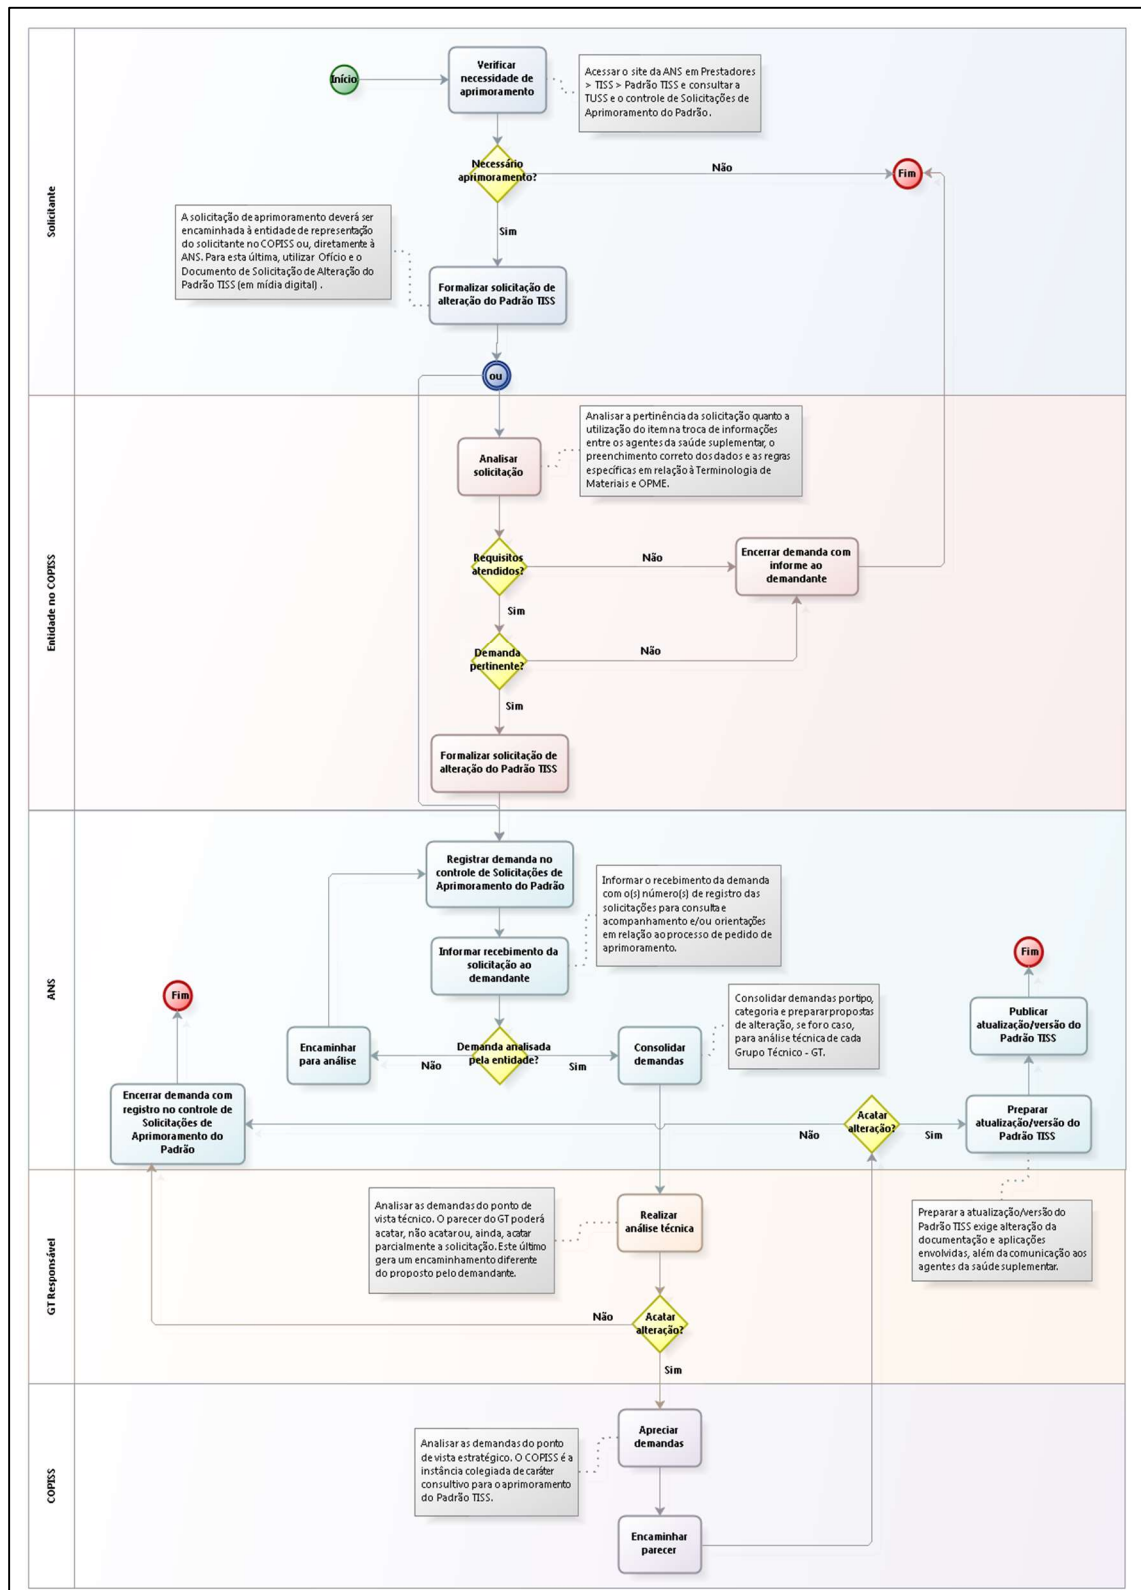 Solicitante
Início
Verificar
necessidade de
aprimoramento
Acessar o site da ANS em Prestadores
> TISS > Padrão TISS e consultar a
TUSS e o controle de Solicitações de
Aprimoramento do Padrão.
Necessário
aprimoramento?
Não
Fim
Sim
A solicitação de aprimoramento deverá ser
encaminhada à entidade de representação
do solicitante no COPISS ou, diretamente à
ANS. Para esta última, utilizar Ofício e o
Documento de Solicitação de Alteração do
Padrão TISS (em mídia digital) .
Formalizar solicitação de
alteração do Padrão TISS
ou
Entidade no COPISS
Analisar
solicitação
Analisar a pertinência da solicitação quanto a
utilização do item na troca de informações
entre os agentes da saúde suplementar, o
preenchimento correto dos dados e as regras
específicas em relação à Terminologia de
Materiais e OPME.
Requisitos
atendidos?
Não
Encerrar demanda com
informe ao
demandante
Sim
Demanda
pertinente?
Não
Sim
Formalizar solicitação de
alteração do Padrão TISS
ANS
Registrar demanda no
controle de Solicitações de
Aprimoramento do Padrão
Informar o recebimento da demanda
com o(s) número(s) de registro das
solicitações para consulta e
acompanhamento e/ou orientações
em relação ao processo de pedido de
aprimoramento.
Informar recebimento da
solicitação ao
demandante
Fim
Fim
Encaminhar
para análise
Não
Demanda analisada
pela entidade?
Sim
Consolidar
demandas
Consolidar demandas por tipo,
categoria e preparar propostas
de alteração, se for o caso,
para análise técnica de cada
Grupo Técnico - GT.
Publicar
atualização/versão do
Padrão TISS
Encerrar demanda com
registro no controle de
Solicitações de
Aprimoramento do
Padrão
Não
Acatar
alteração?
Sim
Preparar
atualização/versão do
Padrão TISS
GT Responsável
Analisar as demandas do ponto de
vista técnico. O parecer do GT poderá
acatar, não acatar ou, ainda, acatar
parcialmente a solicitação. Este último
gera um encaminhamento diferente
do proposto pelo demandante.
Realizar
análise técnica
Preparar a atualização/versão do
Padrão TISS exige alteração da
documentação e aplicações
envolvidas, além da comunicação aos
agentes da saúde suplementar.
Não
Acatar
alteração?
Sim
COPISS
Analisar as demandas do ponto
de vista estratégico. O COPISS é a
instância colegiada de caráter
consultivo para o aprimoramento
do Padrão TISS.
Apreciar
demandas
Encaminhar
parecer